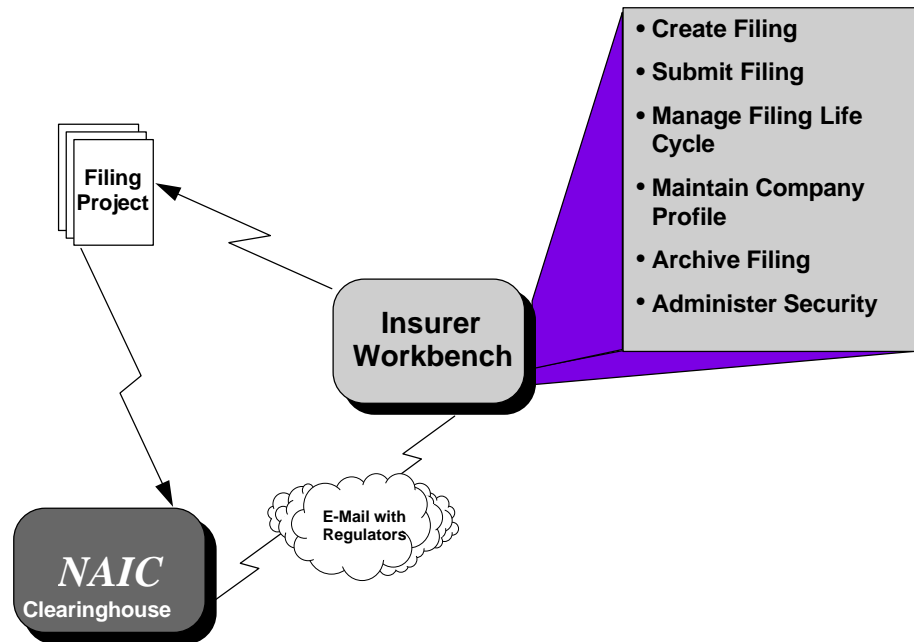 • Create Filing
• Submit Filing
• Manage Filing Life
Cycle
• Maintain Company
Profile
• Archive Filing
• Administer Security
Filing
Project
Insurer
Workbench
E-Mail with
Regulators
NAIC
Clearinghouse